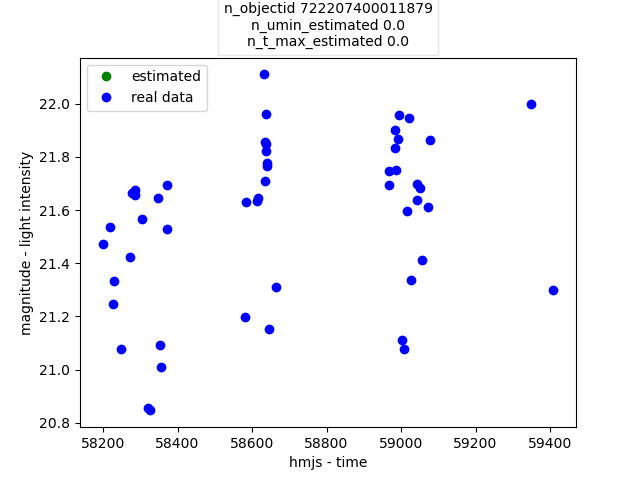 n_objectid 722207400011879
n_umin_estimated 0.0
n_t_max_estimated 0.0
estimated
real data
magnitude - light intensity
22.0
21.8
21.6
21.4
21.2
21.0
20.8
58200 58400 58600 58800 59000 59200 59400
hmjs - time